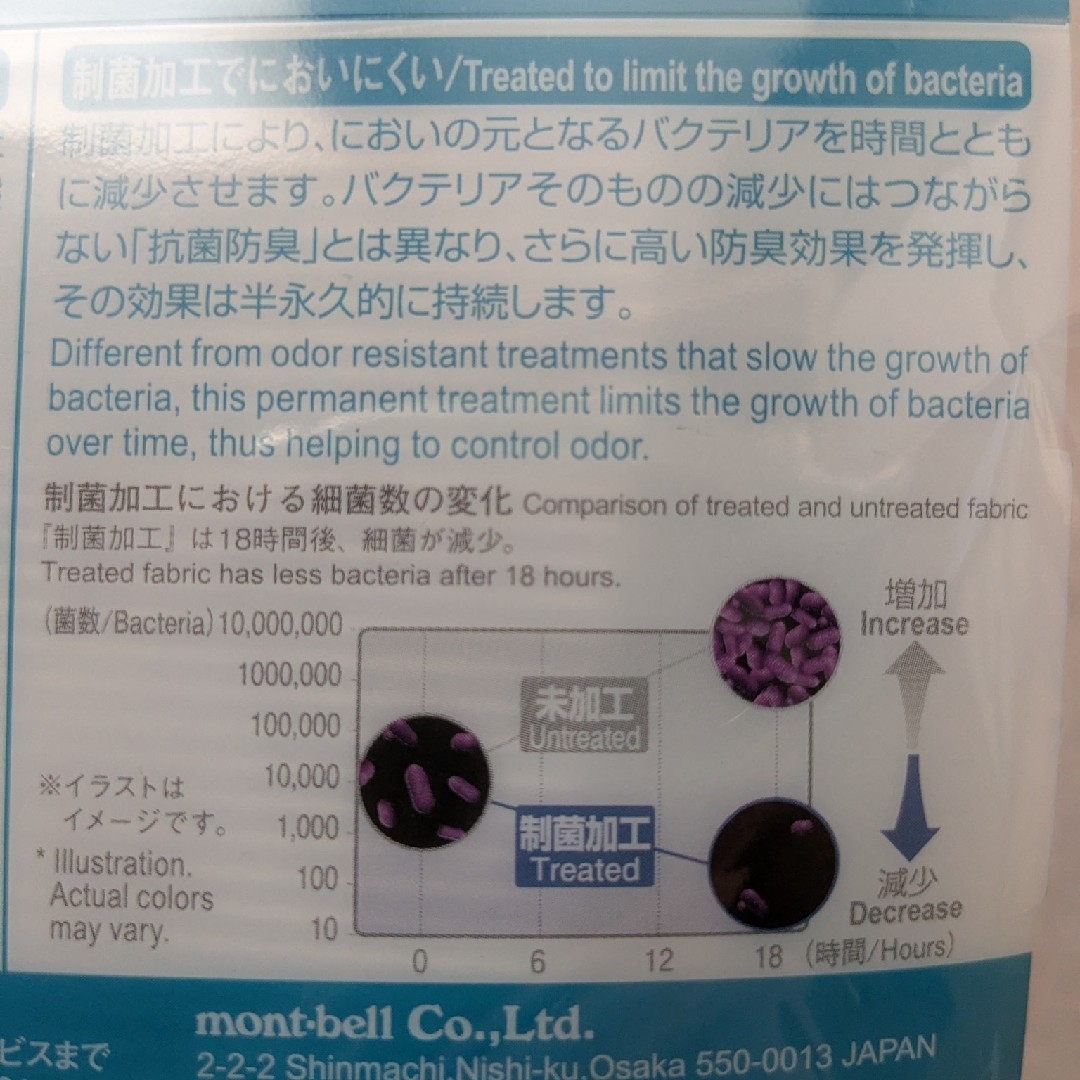 制菌加工でにおいにくい/Treated to limit the growth of bacteria
制菌加工により、においの元となるバクテリアを時間ととも
に減少させます。バクテリアそのものの減少にはつながら
ない「抗菌防臭」とは異なり、さらに高い防臭効果を発揮し、
その効果は半永久的に持続します。
Different from odor resistant treatments that slow the growth of
bacteria, this permanent treatment limits the growth of bacteria
over time, thus helping to control odor.
制菌加工における細菌数の変化 Comparison of treated and untreated fabric
『制菌加工』は18時間後、細菌が減少。
Treated fabric has less bacteria after 18 hours.
(菌数/Bacteria) 10,000,000
1000,000
100,000
10,000
1,000
100
10
0 6 12 18 (時間/Hours)
未加工
Untreated
制菌加工
Treated
増加
Increase
減少
Decrease
※イラストは
イメージです。
* Illustration.
Actual colors
may vary.
mont-bell Co.,Ltd.
2-2-2 Shinmachi,Nishi-ku,Osaka 550-0013 JAPAN
ビスまで